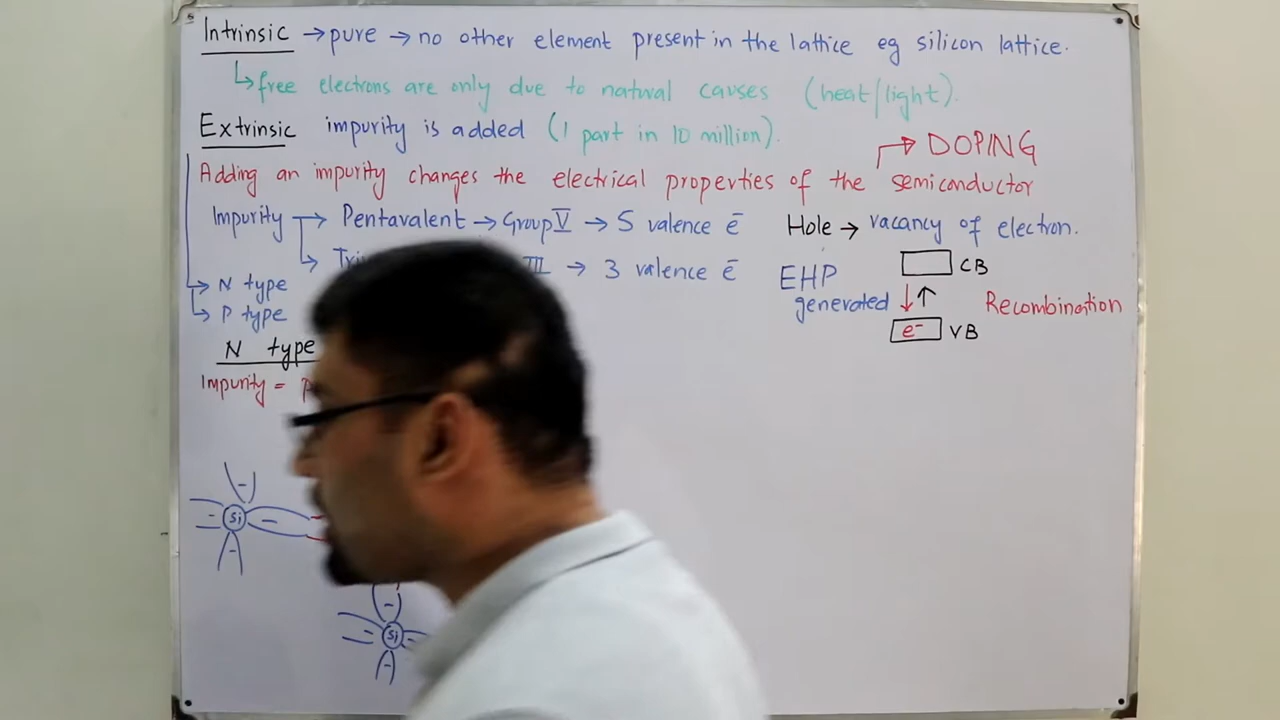 Intrinsic → pure → no other element present in the lattice eg silicon lattice.
↳ free electrons are only due to natural causes (heat/light).
Extrinsic impurity is added (1 part in 10 million).
→ DOPING
Adding an impurity changes the electrical properties of the semiconductor
Impurity → Pentavalent → Group V → 5 valence e̅
Hole → vacancy of electron.
III → 3 valence e̅
→ N type
↳ P type
EHP
generated
CB
↓↑
e⁻ VB
Recombination
N type
Impurity =
Si
Si